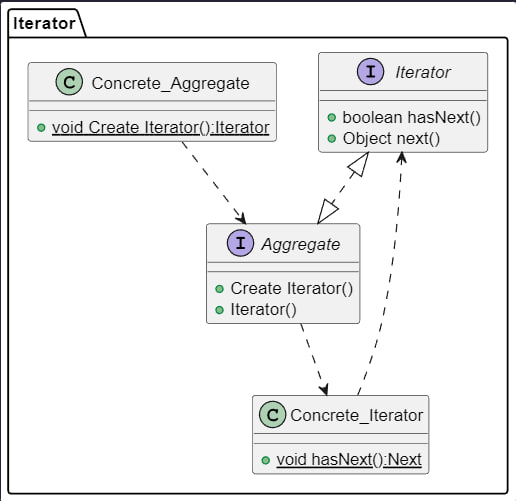 Iterator
C Concrete_Aggregate
void Create Iterator():Iterator
I Iterator
boolean hasNext()
Object next()
I Aggregate
Create Iterator()
Iterator()
C Concrete_Iterator
void hasNext():Next